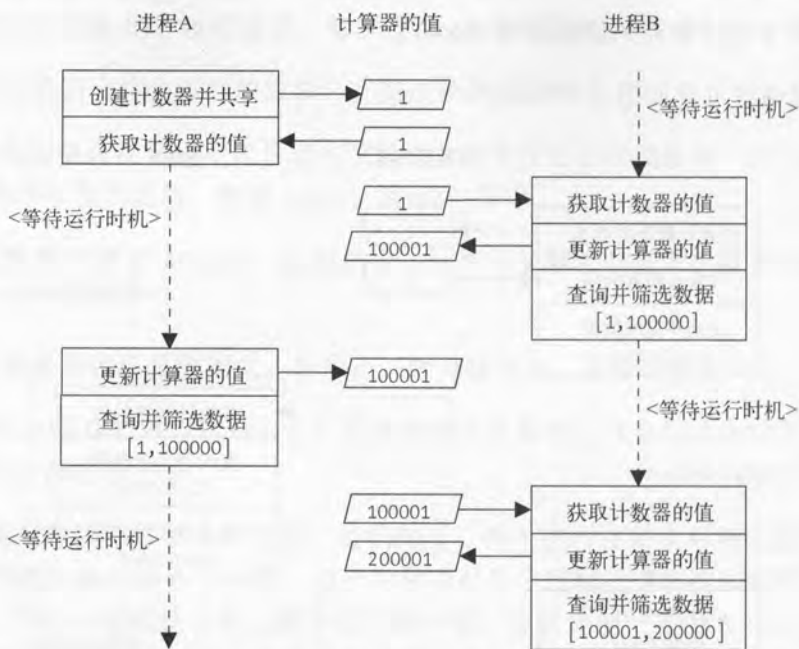 进程A
计算器的值
进程B
创建计数器并共享
1
<等待运行时机>
获取计数器的值
1
1
获取计数器的值
<等待运行时机>
100001
更新计算器的值
查询并筛选数据
[1,100000]
更新计算器的值
100001
查询并筛选数据
[1,100000]
<等待运行时机>
100001
获取计数器的值
<等待运行时机>
200001
更新计算器的值
查询并筛选数据
[100001,200000]